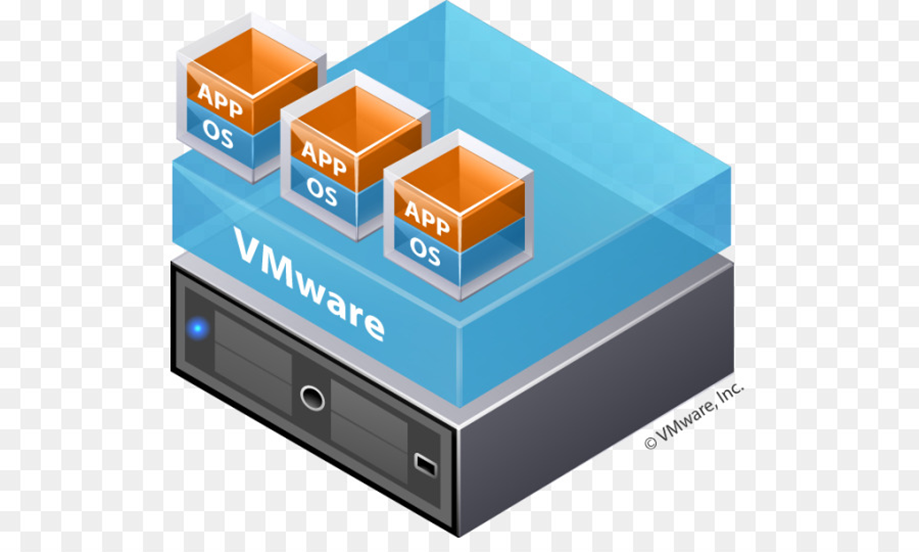 APP
OS
APP
OS
APP
OS
VMware
© VMware, Inc.